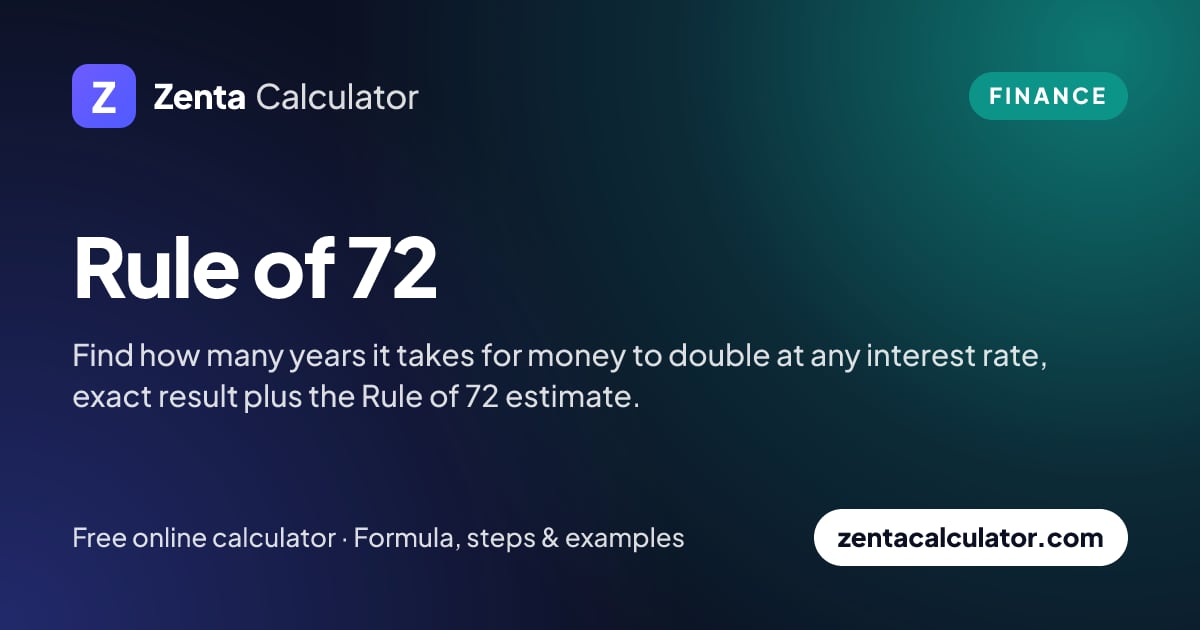 Z
Zenta Calculator
FINANCE
Rule of 72
Find how many years it takes for money to double at any interest rate,
exact result plus the Rule of 72 estimate.
Free online calculator · Formula, steps & examples
zentacalculator.com